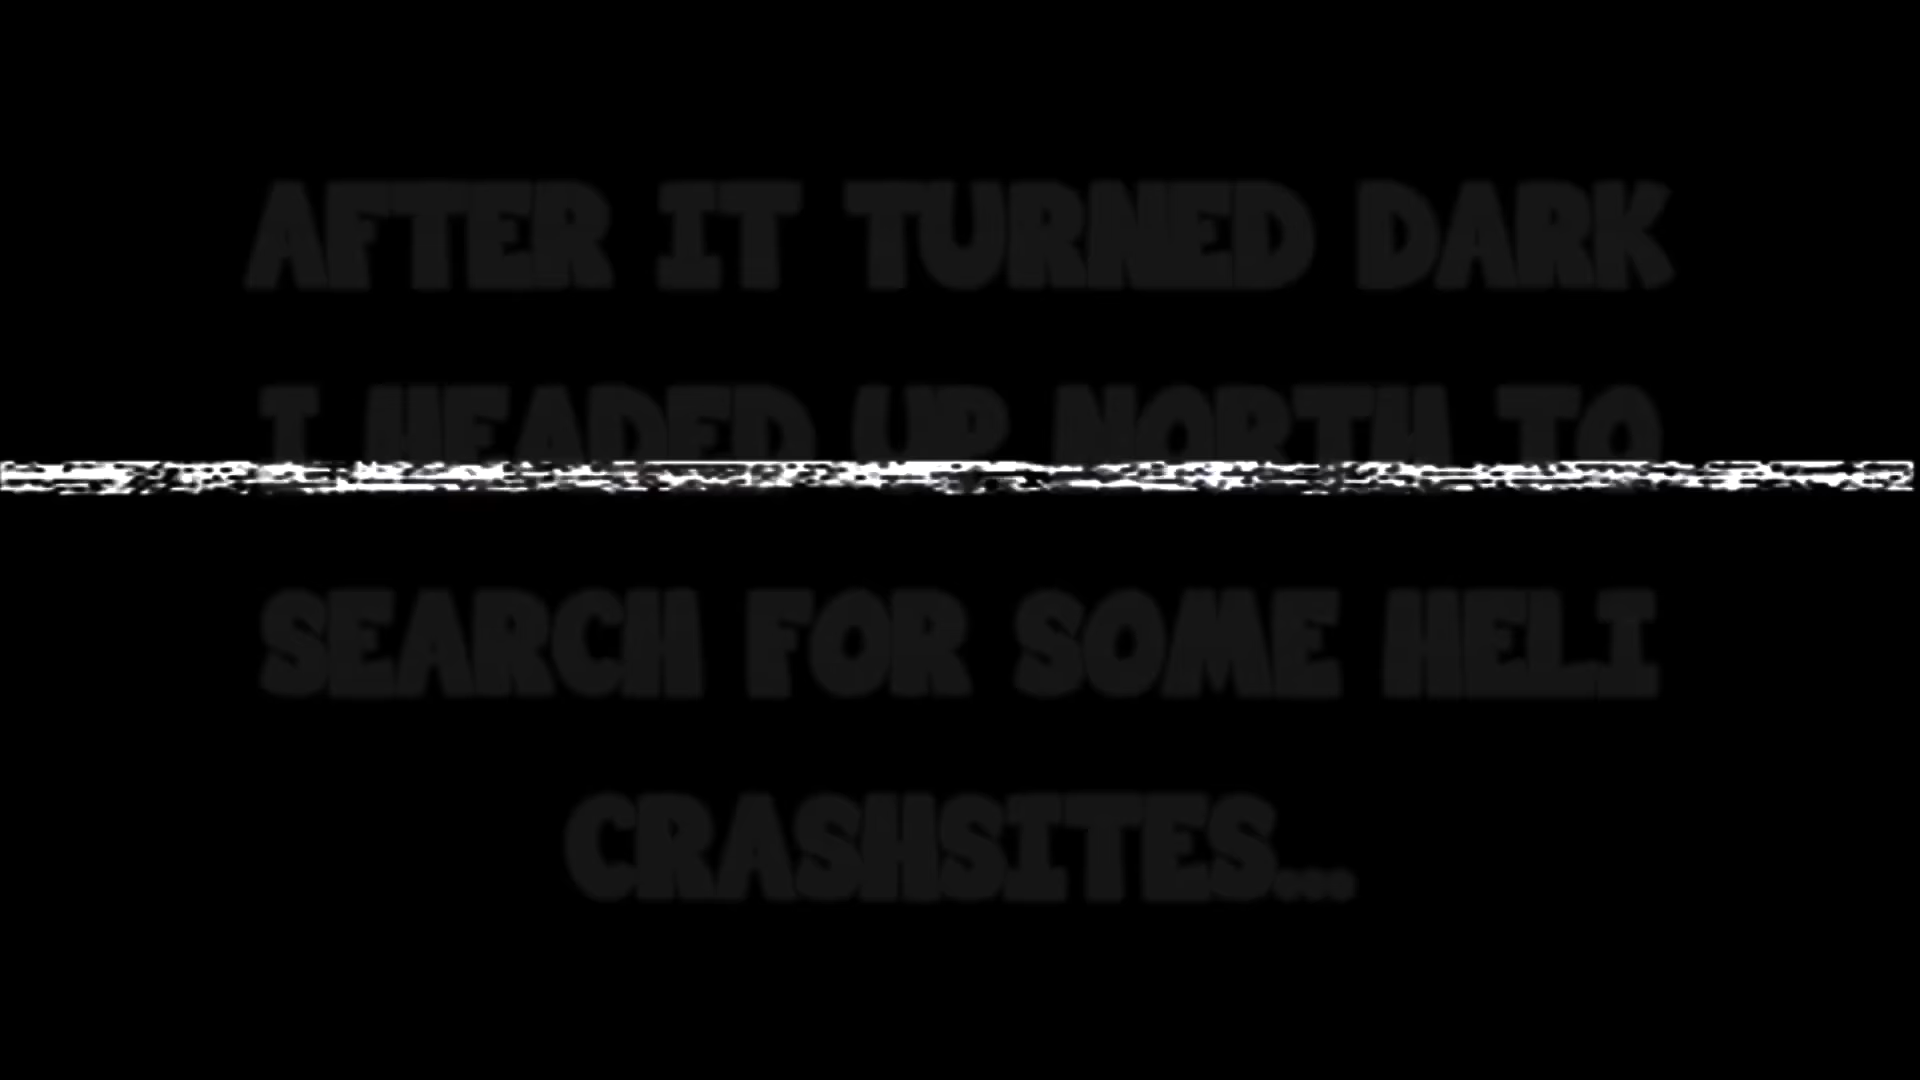 AFTER IT TURNED DARK
I HEADED UP NORTH TO
SEARCH FOR SOME HELI
CRASHSITES...